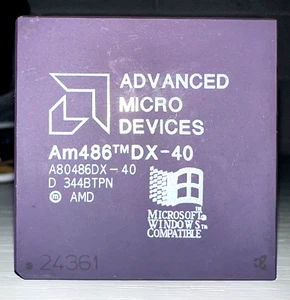 ADVANCED
MICRO
DEVICES
Am486™DX-40
A80486DX-40
D 344BTPN
Ⓜ AMD
MICROSOFT®
WINDOWS™
COMPATIBLE
24361